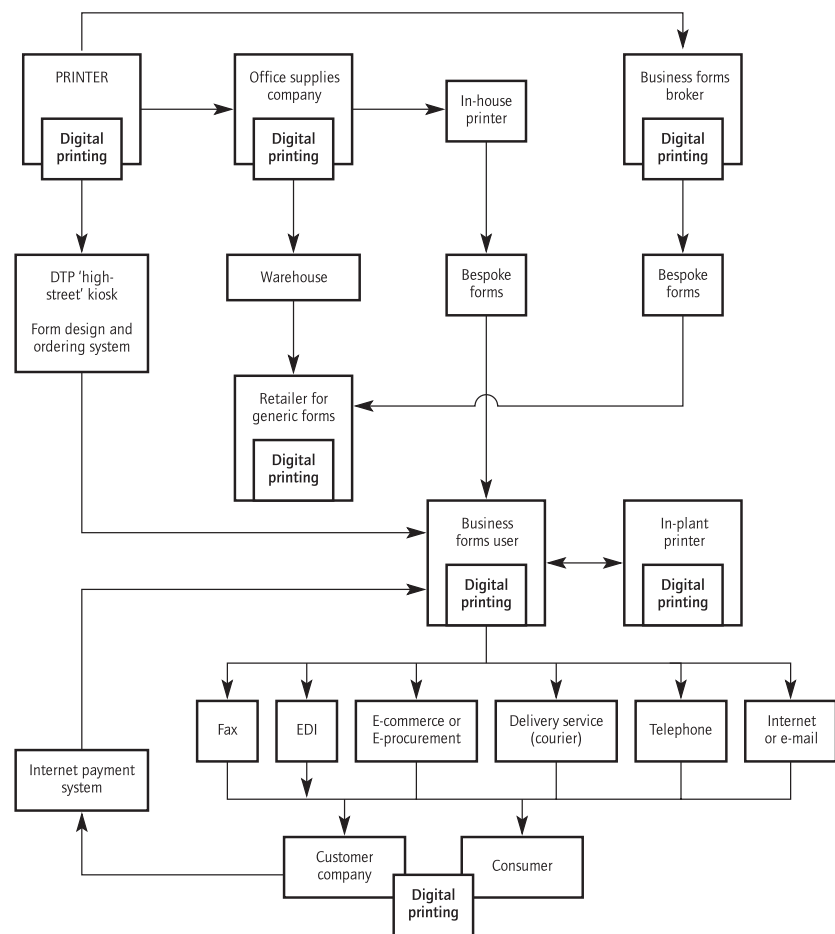 PRINTER
Digital
printing
Office supplies
company
Digital
printing
In-house
printer
Business forms
broker
Digital
printing
DTP ‘high-
street’ kiosk
Form design and
ordering system
Warehouse
Bespoke
forms
Bespoke
forms
Retailer for
generic forms
Digital
printing
Business
forms user
Digital
printing
In-plant
printer
Digital
printing
Fax
EDI
E-commerce or
E-procurement
Delivery service
(courier)
Telephone
Internet
or e-mail
Internet payment
system
Customer
company
Consumer
Digital
printing